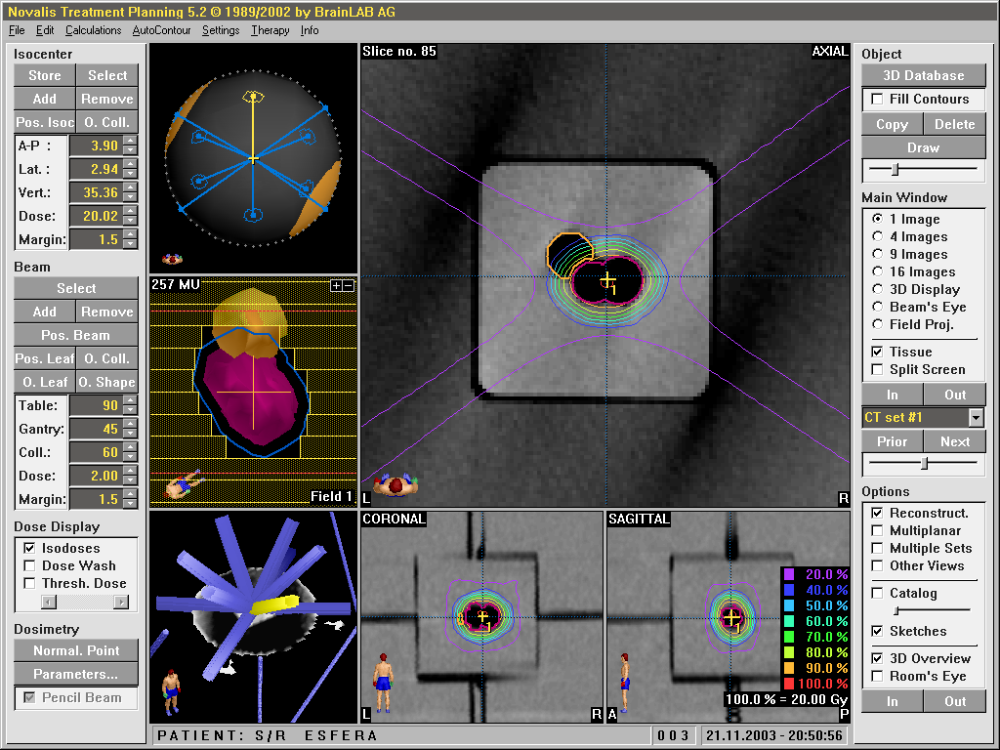 Novalis Treatment Planning 5.2 © 1989/2002 by BrainLAB AG
File Edit Calculations AutoContour Settings Therapy Info
Isocenter
Store Select
Add Remove
Pos. Isoc O. Coll.
A-P : 3.90
Lat. : 2.94
Vert.: 35.36
Dose: 20.02
Margin: 1.5
Beam
Select
Add Remove
Pos. Beam
Pos. Leaf O. Coll.
O. Leaf O. Shape
Table: 90
Gantry: 45
Coll.: 60
Dose: 2.00
Margin: 1.5
Dose Display
Isodoses
Dose Wash
Thresh. Dose
Dosimetry
Normal. Point
Parameters...
Pencil Beam
257 MU
Field 1
Slice no. 85 AXIAL
1
L R
CORONAL
1
L R
SAGITTAL
1
A P
20.0 %
40.0 %
50.0 %
60.0 %
70.0 %
80.0 %
90.0 %
100.0 %
100.0 % = 20.00 Gy
Object
3D Database
Fill Contours
Copy Delete
Draw
Main Window
1 Image
4 Images
9 Images
16 Images
3D Display
Beam's Eye
Field Proj.
Tissue
Split Screen
In Out
CT set #1
Prior Next
Options
Reconstruct.
Multiplanar
Multiple Sets
Other Views
Catalog
Sketches
3D Overview
Room's Eye
In Out
PATIENT: S/R ESFERA
003
21.11.2003 - 20:50:56